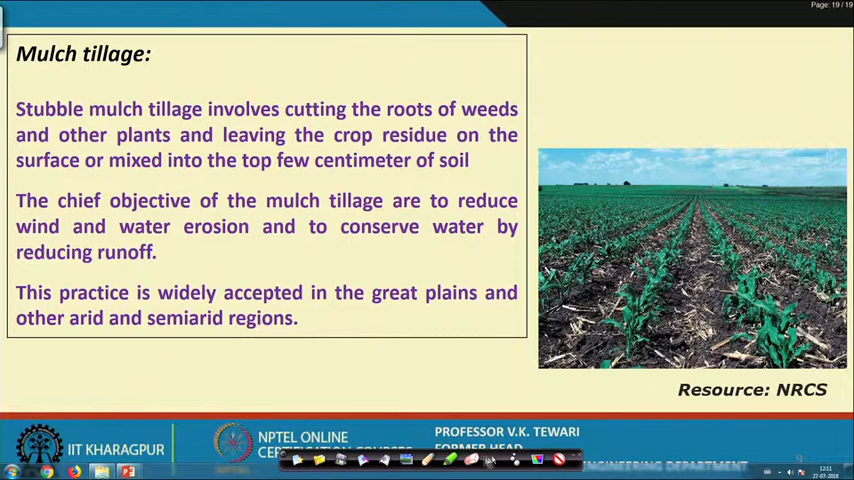 Page: 19 / 19
Mulch tillage:
Stubble mulch tillage involves cutting the roots of weeds
and other plants and leaving the crop residue on the
surface or mixed into the top few centimeter of soil
The chief objective of the mulch tillage are to reduce
wind and water erosion and to conserve water by
reducing runoff.
This practice is widely accepted in the great plains and
other arid and semiarid regions.
Resource: NRCS
IIT KHARAGPUR
NPTEL ONLINE
PROFESSOR V.K. TEWARI
FORMER HEAD
DEPARTMENT
12:11
27-07-2018